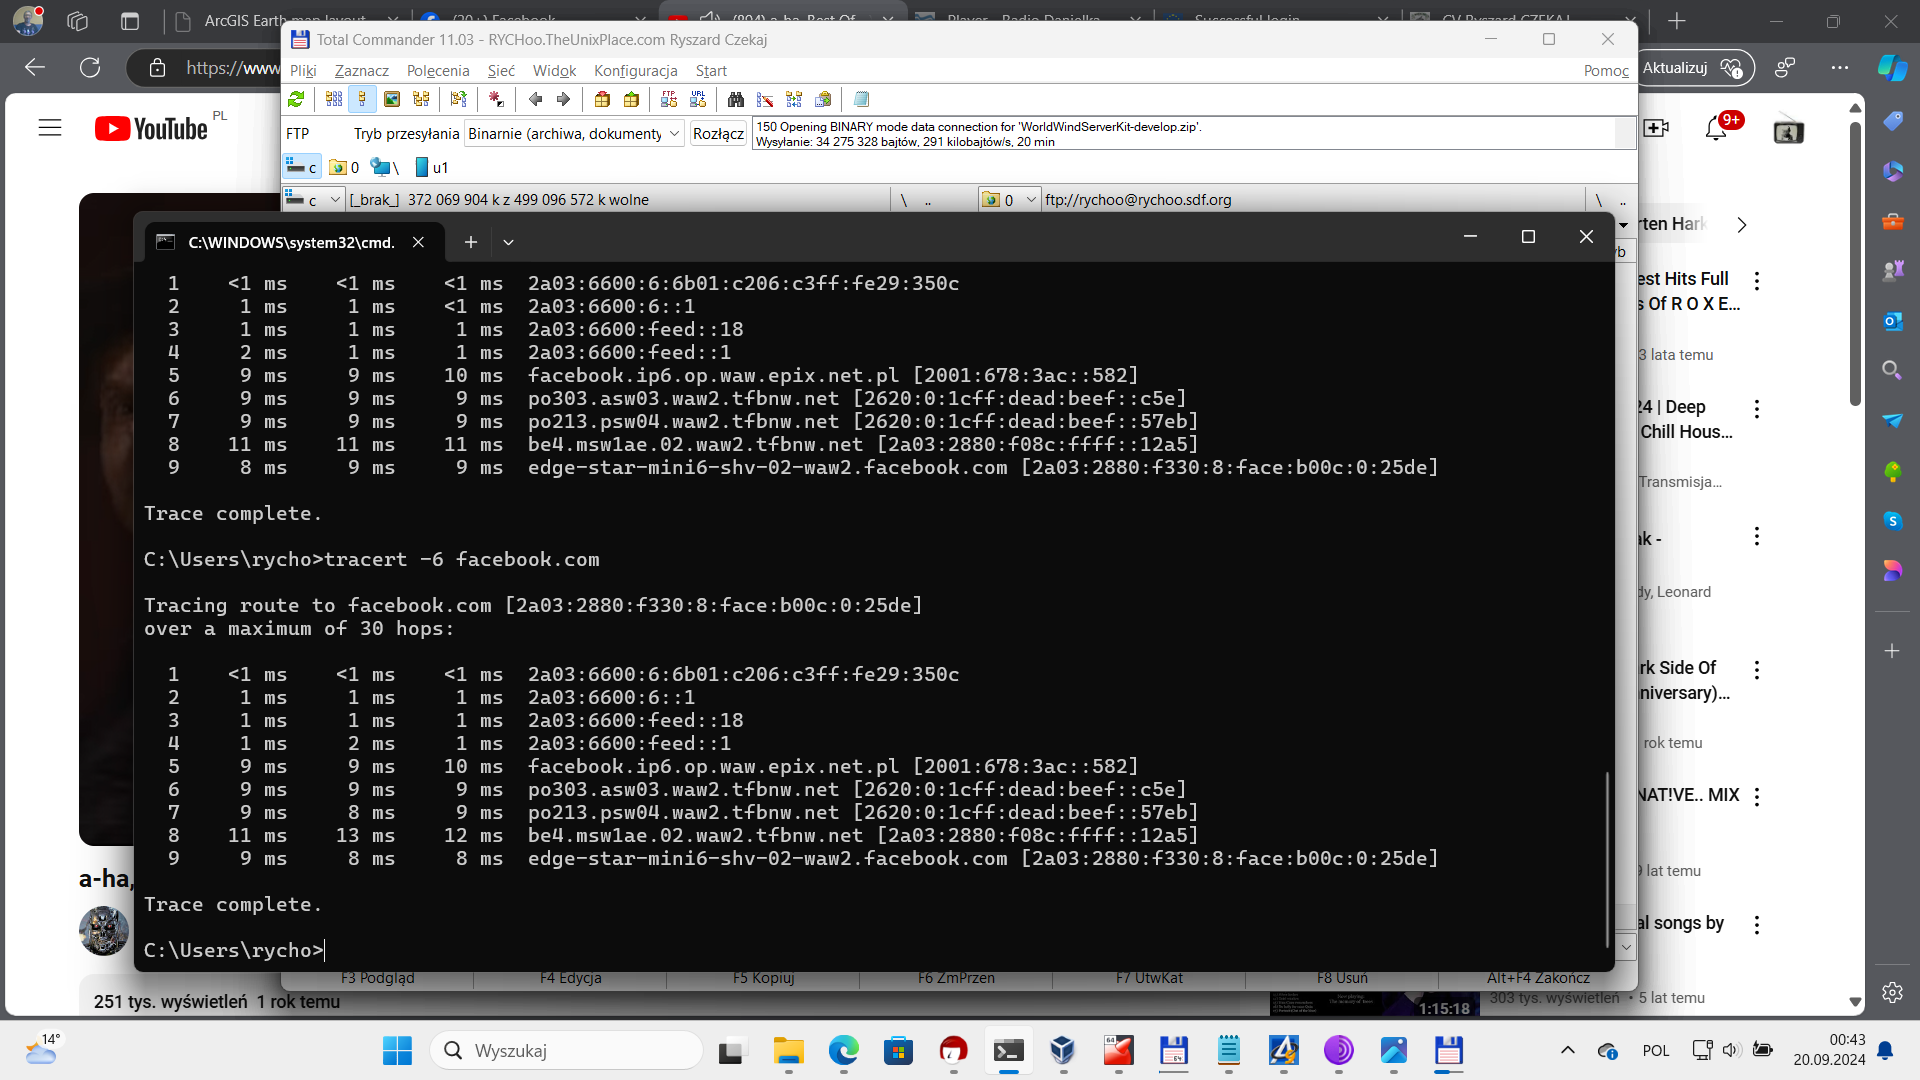 ArcGIS Earth map layout
(20+) Facebook
(804) a-ha, Best Of
Player - Radio Danielka
Successful login
CV Ryszard CZEKAJ
https://www
Aktualizuj
Total Commander 11.03 - RYCHoo.TheUnixPlace.com Ryszard Czekaj
Pliki Zaznacz Polecenia Sieć Widok Konfiguracja Start Pomoc
FTP
URL
FTP Tryb przesyłania Binarnie (archiwa, dokumenty, Rozłącz
150 Opening BINARY mode data connection for 'WorldWindServerKit-develop.zip'.
Wysyłanie: 34 275 328 bajtów, 291 kilobajtów/s, 20 min
c 0 \ u1
c [_brak_] 372 069 904 k z 499 096 572 k wolne \ .. 0 ftp://rychoo@rychoo.sdf.org \ ..
YouTube PL
9+
C:\WINDOWS\system32\cmd.
1 <1 ms <1 ms <1 ms 2a03:6600:6:6b01:c206:c3ff:fe29:350c
2 1 ms 1 ms <1 ms 2a03:6600:6::1
3 1 ms 1 ms 1 ms 2a03:6600:feed::18
4 2 ms 1 ms 1 ms 2a03:6600:feed::1
5 9 ms 9 ms 10 ms facebook.ip6.op.waw.epix.net.pl [2001:678:3ac::582]
6 9 ms 9 ms 9 ms po303.asw03.waw2.tfbnw.net [2620:0:1cff:dead:beef::c5e]
7 9 ms 9 ms 9 ms po213.psw04.waw2.tfbnw.net [2620:0:1cff:dead:beef::57eb]
8 11 ms 11 ms 11 ms be4.msw1ae.02.waw2.tfbnw.net [2a03:2880:f08c:ffff::12a5]
9 8 ms 9 ms 9 ms edge-star-mini6-shv-02-waw2.facebook.com [2a03:2880:f330:8:face:b00c:0:25de]
Trace complete.
C:\Users\rycho>tracert -6 facebook.com
Tracing route to facebook.com [2a03:2880:f330:8:face:b00c:0:25de]
over a maximum of 30 hops:
1 <1 ms <1 ms <1 ms 2a03:6600:6:6b01:c206:c3ff:fe29:350c
2 1 ms 1 ms 1 ms 2a03:6600:6::1
3 1 ms 1 ms 1 ms 2a03:6600:feed::18
4 1 ms 2 ms 1 ms 2a03:6600:feed::1
5 9 ms 9 ms 10 ms facebook.ip6.op.waw.epix.net.pl [2001:678:3ac::582]
6 9 ms 9 ms 9 ms po303.asw03.waw2.tfbnw.net [2620:0:1cff:dead:beef::c5e]
7 9 ms 8 ms 9 ms po213.psw04.waw2.tfbnw.net [2620:0:1cff:dead:beef::57eb]
8 11 ms 13 ms 12 ms be4.msw1ae.02.waw2.tfbnw.net [2a03:2880:f08c:ffff::12a5]
9 9 ms 8 ms 8 ms edge-star-mini6-shv-02-waw2.facebook.com [2a03:2880:f330:8:face:b00c:0:25de]
Trace complete.
C:\Users\rycho>
F3 Podgląd F4 Edycja F5 Kopiuj F6 ZmPrzen F7 UtwKat F8 Usuń Alt+F4 Zakończ
rten Hark
est Hits Full
s Of R O X E...
3 lata temu
24 | Deep
Chill Hous...
Transmisja...
ak -
dy, Leonard
rk Side Of
niversary)...
rok temu
NAT!VE.. MIX
9 lat temu
al songs by
303 tys. wyświetleń • 5 lat temu
1:15:18
a-ha,
251 tys. wyświetleń 1 rok temu
14°
Wyszukaj
64
64
POL
00:43
20.09.2024